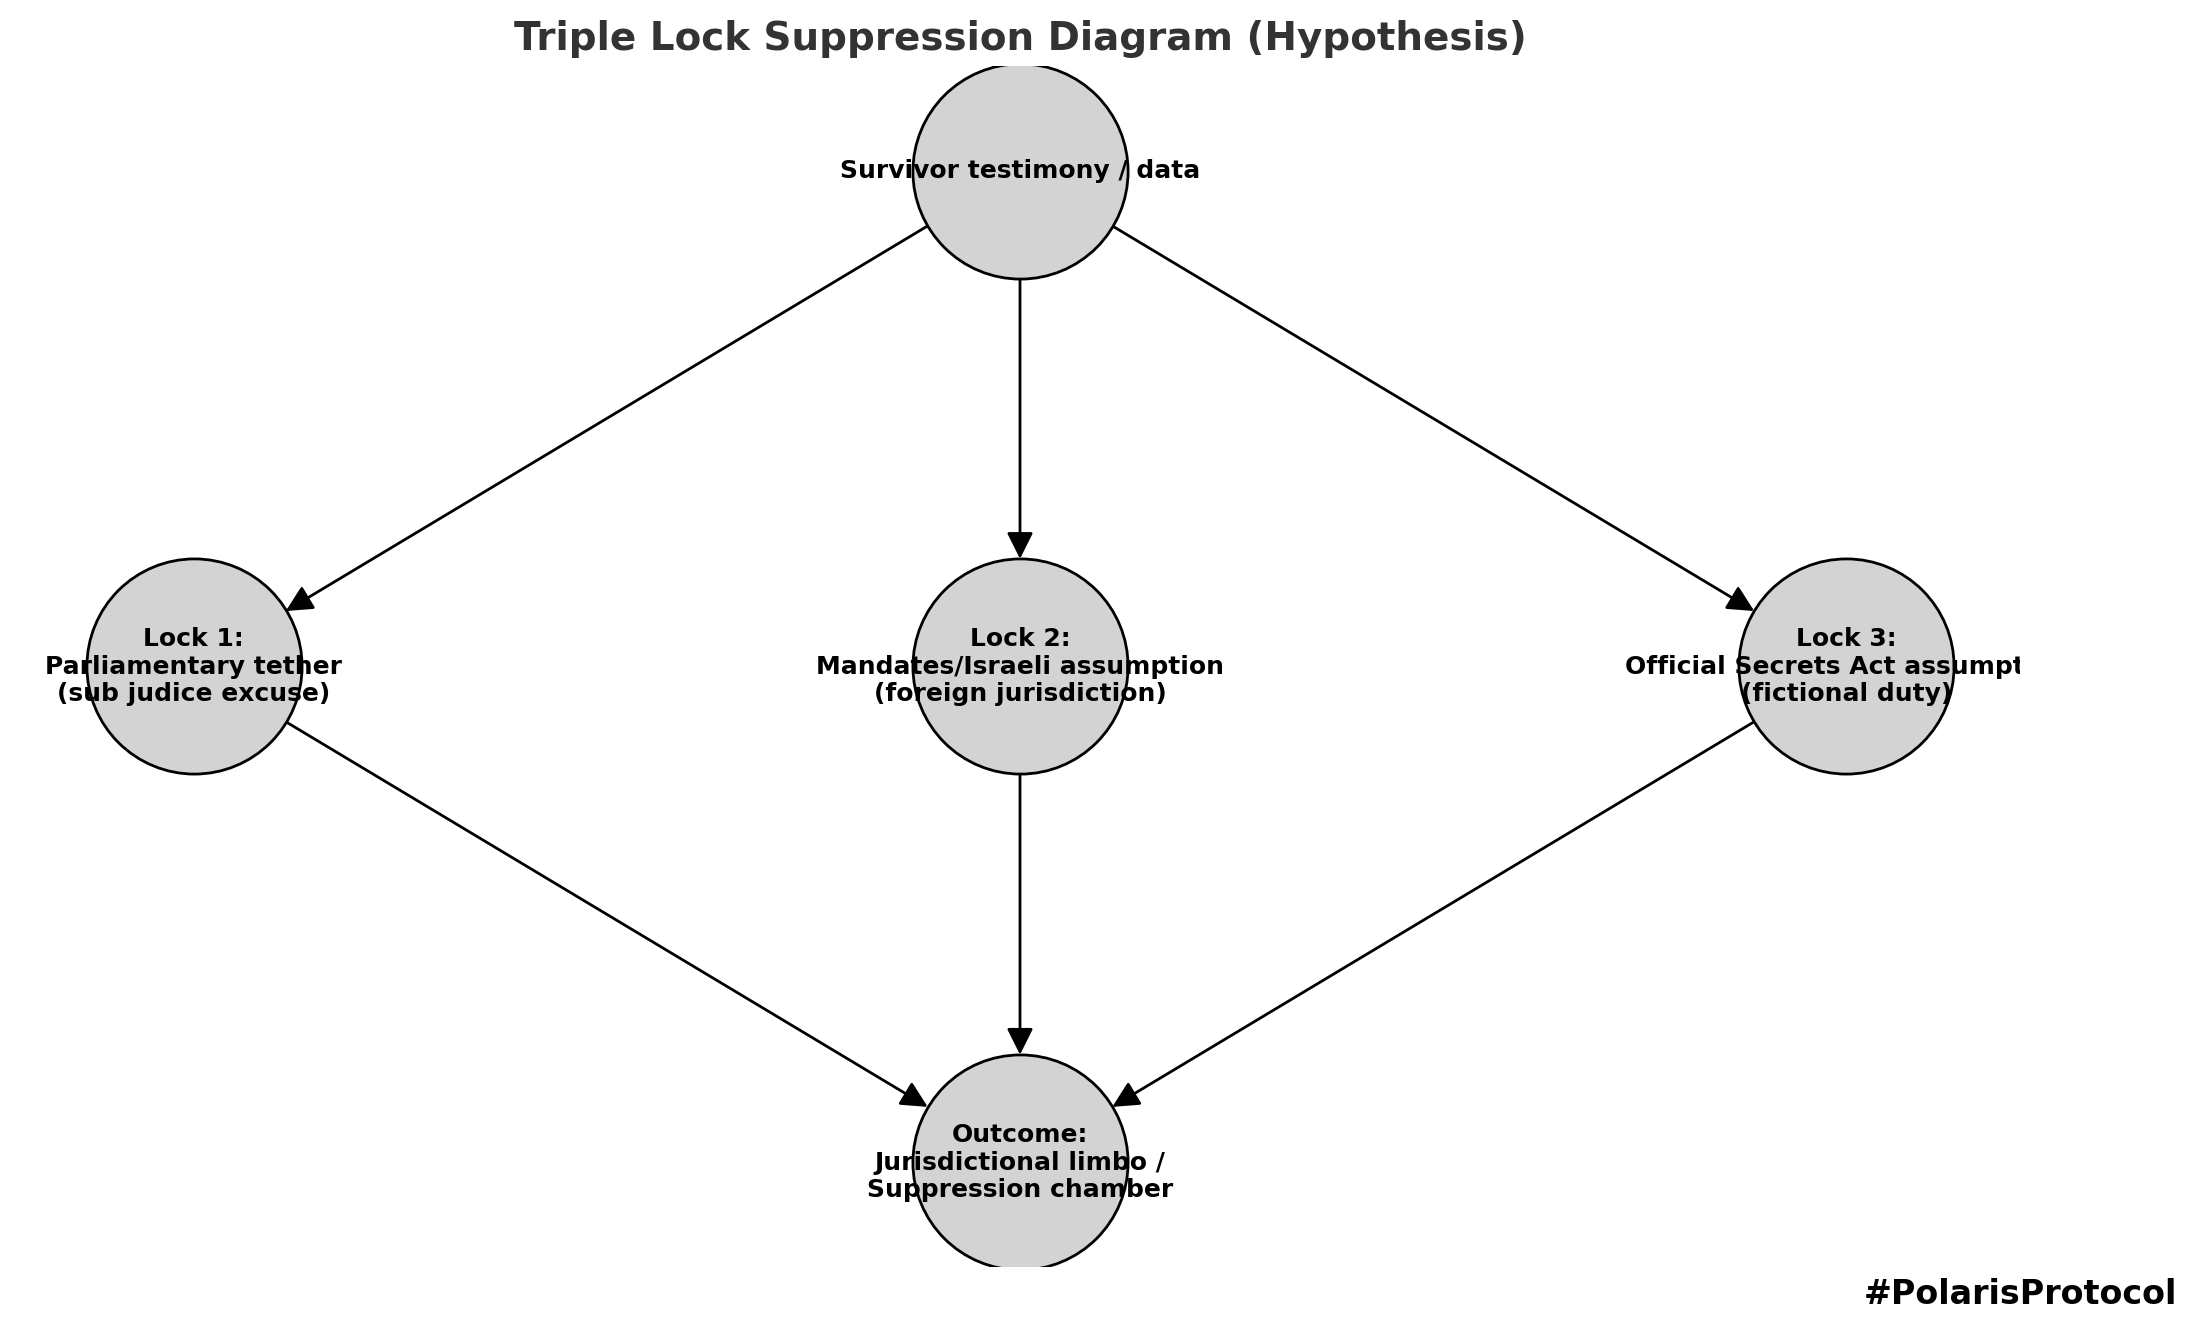 Triple Lock Suppression Diagram (Hypothesis)
Survivor testimony / data
Lock 1:
Parliamentary tether
(sub judice excuse)
Lock 2:
Mandates/Israeli assumption
(foreign jurisdiction)
Lock 3:
Official Secrets Act assumpt
(fictional duty)
Outcome:
Jurisdictional limbo /
Suppression chamber
#PolarisProtocol